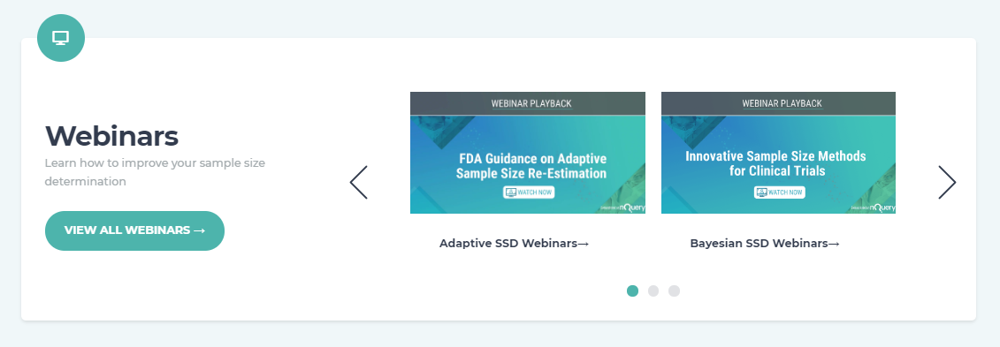 Webinars
Learn how to improve your sample size
determination
VIEW ALL WEBINARS →
WEBINAR PLAYBACK
FDA Guidance on Adaptive
Sample Size Re-Estimation
WATCH NOW
nQuery
Adaptive SSD Webinars→
WEBINAR PLAYBACK
Innovative Sample Size Methods
for Clinical Trials
WATCH NOW
nQuery
Bayesian SSD Webinars→